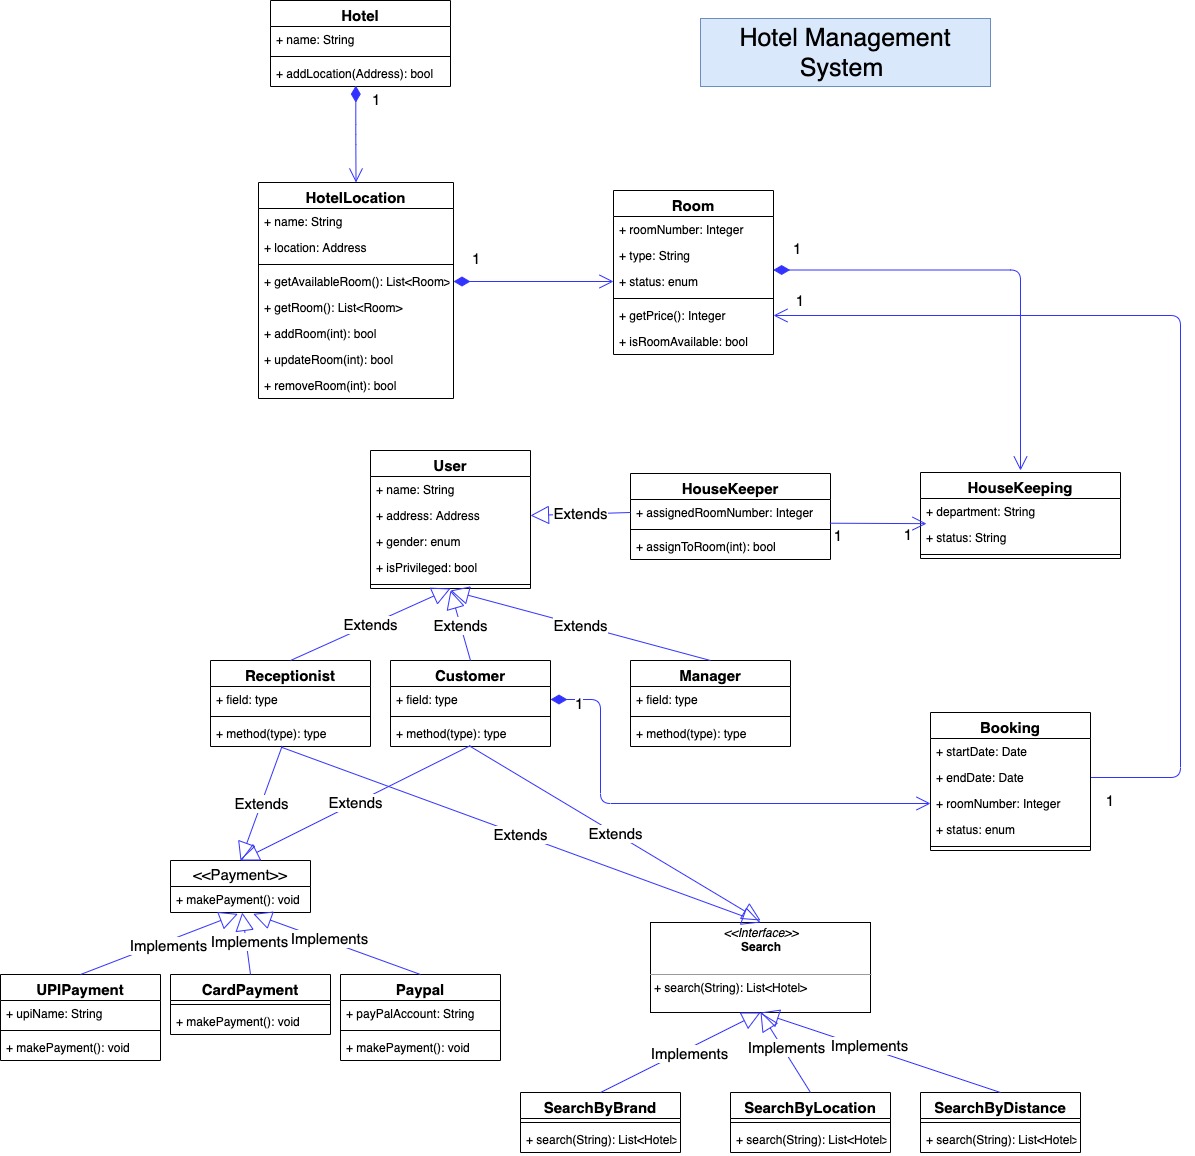 Hotel
+ name: String
+ addLocation(Address): bool
1
Hotel Management
System
HotelLocation
+ name: String
+ location: Address
+ getAvailableRoom(): List<Room>
+ getRoom(): List<Room>
+ addRoom(int): bool
+ updateRoom(int): bool
+ removeRoom(int): bool
1
Room
+ roomNumber: Integer
+ type: String
+ status: enum
+ getPrice(): Integer
+ isRoomAvailable: bool
1
1
User
+ name: String
+ address: Address
+ gender: enum
+ isPrivileged: bool
Extends
HouseKeeper
+ assignedRoomNumber: Integer
+ assignToRoom(int): bool
1
1
HouseKeeping
+ department: String
+ status: String
Extends
Extends
Extends
Receptionist
+ field: type
+ method(type): type
Customer
+ field: type
+ method(type): type
1
Manager
+ field: type
+ method(type): type
Booking
+ startDate: Date
+ endDate: Date
+ roomNumber: Integer
+ status: enum
1
Extends
Extends
Extends
Extends
<<Payment>>
+ makePayment(): void
Implements
Implements
Implements
UPIPayment
+ upiName: String
+ makePayment(): void
CardPayment
+ makePayment(): void
Paypal
+ payPalAccount: String
+ makePayment(): void
<<Interface>>
Search
+ search(String): List<Hotel>
Implements
Implements
Implements
SearchByBrand
+ search(String): List<Hotel>
SearchByLocation
+ search(String): List<Hotel>
SearchByDistance
+ search(String): List<Hotel>